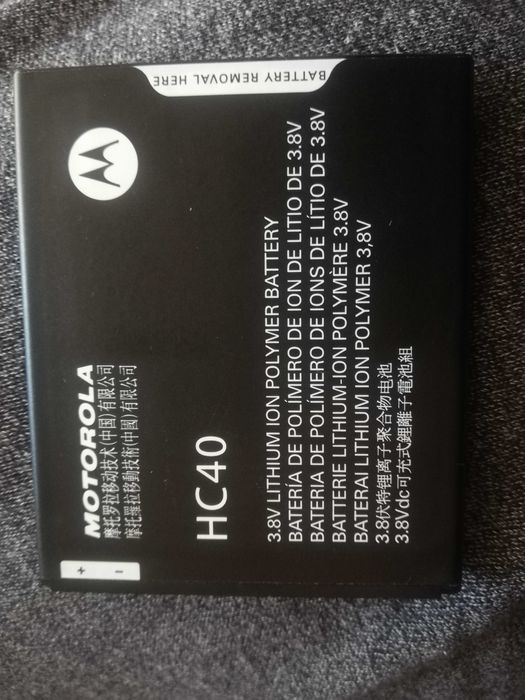 BATTERY REMOVAL HERE
MOTOROLA
摩托罗拉移动技术(中国)有限公司
摩托羅拉移動技術(中國)有限公司
+
-
HC40
3.8V LITHIUM ION POLYMER BATTERY
BATERÍA DE POLÍMERO DE ION DE LITIO DE 3.8V
BATERIA DE POLÍMERO DE IONS DE LÍTIO DE 3.8V
BATTERIE LITHIUM-ION POLYMÈRE 3.8V
BATERAI LITHIUM ION POLYMER 3,8V
3.8伏特锂离子聚合物电池
3.8Vdc可充式鋰離子電池組